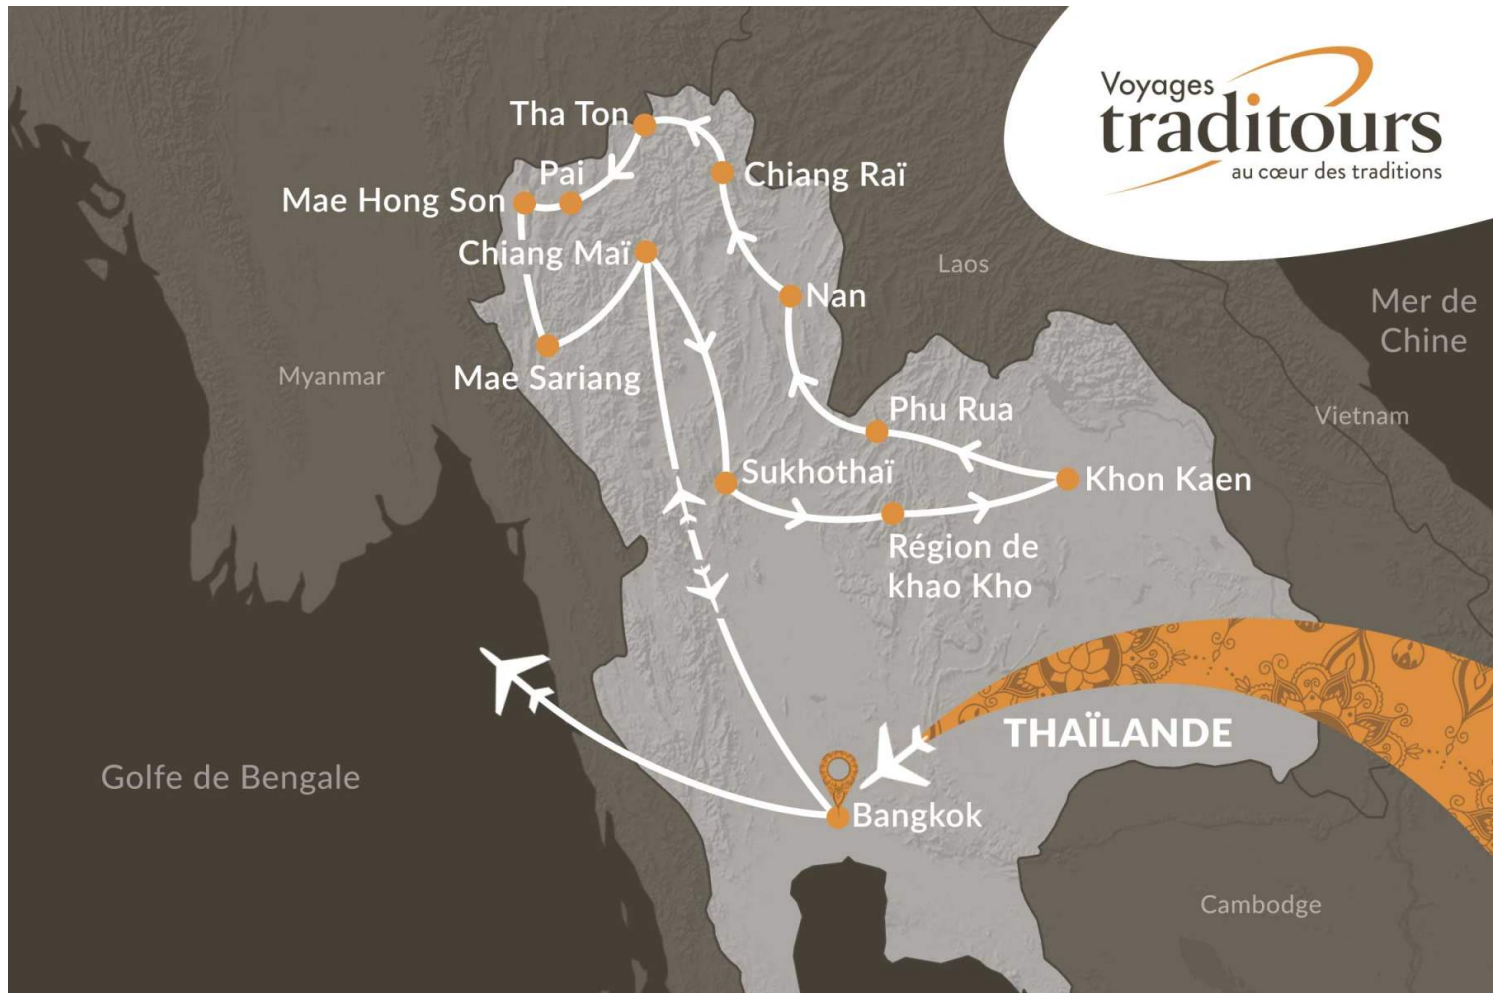 Voyages
traditours
au cœur des traditions
Tha Ton
Pai
Chiang Raï
Mae Hong Son
Chiang Maï
Laos
Nan
Mer de
Chine
Myanmar
Mae Sariang
Phu Rua
Vietnam
Sukhothaï
Khon Kaen
Région de
khao Kho
THAÏLANDE
Golfe de Bengale
Bangkok
Cambodge